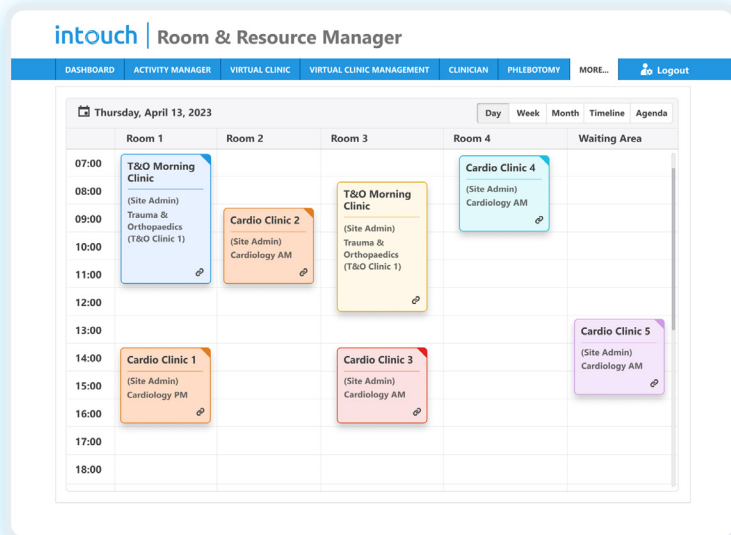 intouch | Room & Resource Manager
DASHBOARD ACTIVITY MANAGER VIRTUAL CLINIC VIRTUAL CLINIC MANAGEMENT CLINICIAN PHLEBOTOMY MORE... Logout
Thursday, April 13, 2023
Day Week Month Timeline Agenda
Room 1 Room 2 Room 3 Room 4 Waiting Area
07:00
08:00
09:00
10:00
11:00
12:00
13:00
14:00
15:00
16:00
17:00
18:00
T&O Morning
Clinic
(Site Admin)
Trauma &
Orthopaedics
(T&O Clinic 1)
Cardio Clinic 1
(Site Admin)
Cardiology PM
Cardio Clinic 2
(Site Admin)
Cardiology AM
T&O Morning
Clinic
(Site Admin)
Trauma &
Orthopaedics
(T&O Clinic 1)
Cardio Clinic 3
(Site Admin)
Cardiology AM
Cardio Clinic 4
(Site Admin)
Cardiology AM
Cardio Clinic 5
(Site Admin)
Cardiology AM